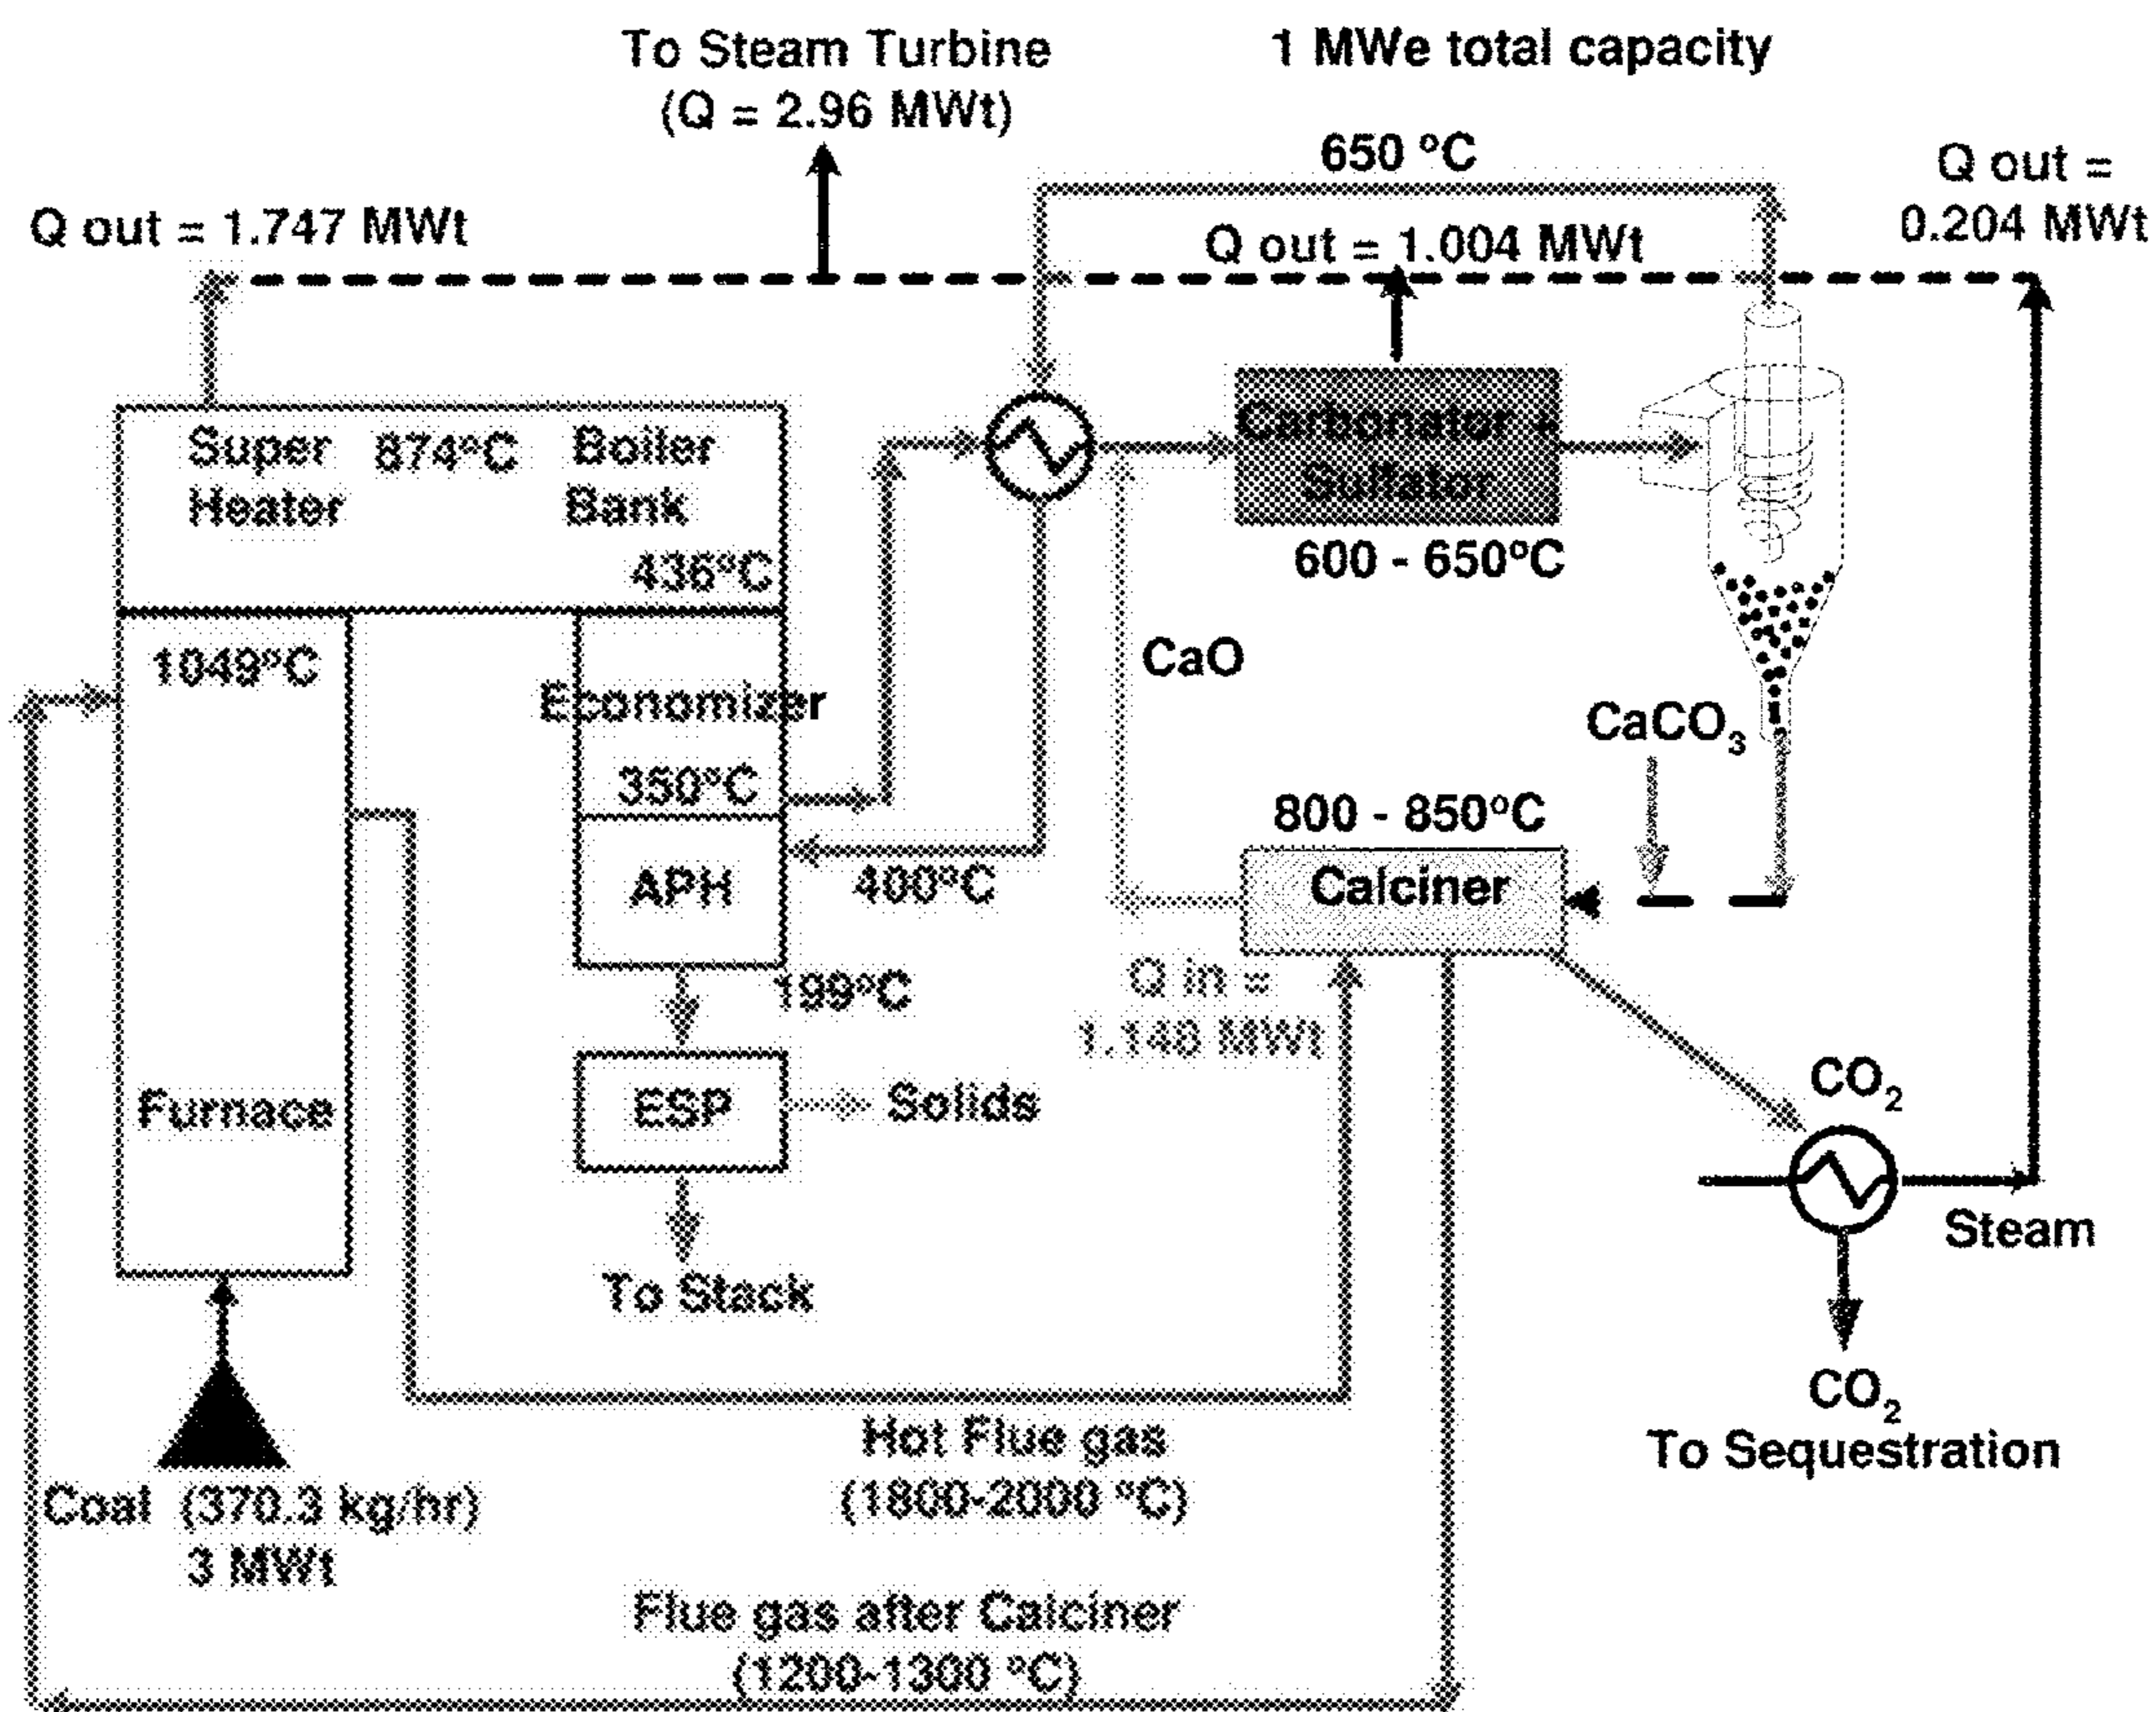 To Steam Turbine
(Q = 2.96 MWt)
1 MWe total capacity
650 °C
Q out =
0.204 MWt
Q out = 1.747 MWt
Q out = 1.004 MWt
Super
Heater
874°C
Boiler
Bank
436°C
Carbonator +
Sulfator
600 - 650°C
1049°C
Economizer
350°C
CaO
CaCO₃
800 - 850°C
APH
400°C
Calciner
199°C
Q in =
1.148 MWt
Furnace
ESP
Solids
CO₂
Steam
To Stack
CO₂
To Sequestration
Hot Flue gas
(1800-2000 °C)
Coal (370.3 kg/hr)
3 MWt
Flue gas after Calciner
(1200-1300 °C)